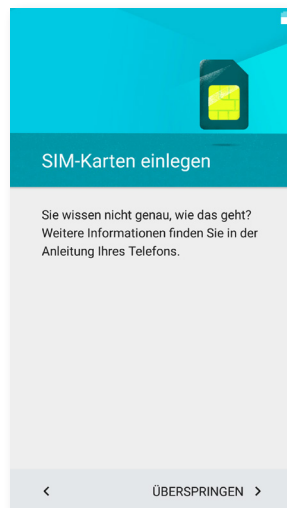 SIM-Karten einlegen
Sie wissen nicht genau, wie das geht?
Weitere Informationen finden Sie in der
Anleitung Ihres Telefons.
ÜBERSPRINGEN